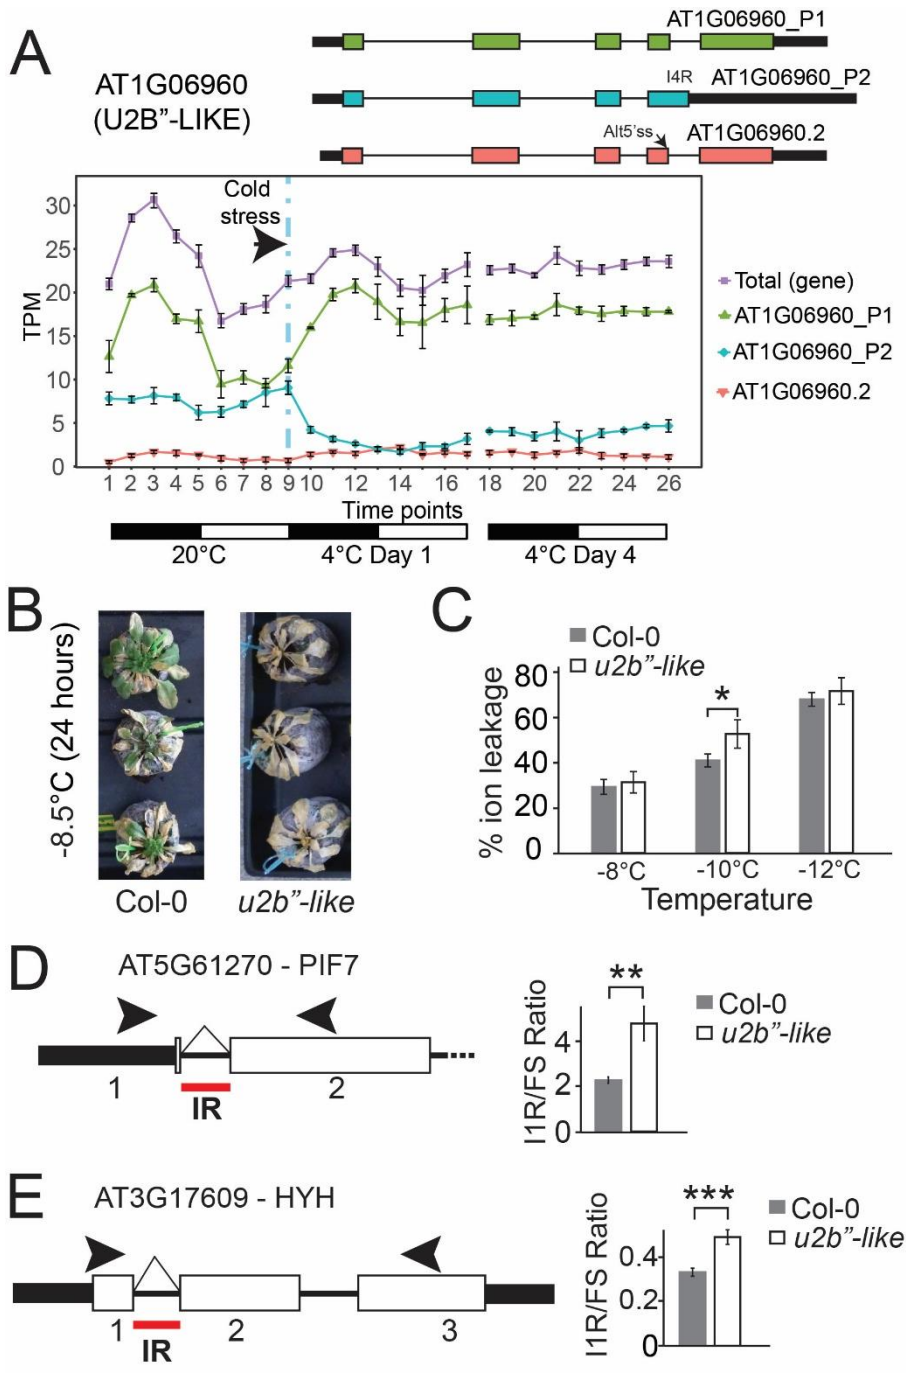 A
AT1G06960
(U2B”-LIKE)
AT1G06960_P1
I4R
AT1G06960_P2
Alt5'ss
AT1G06960.2
Cold
stress
TPM
30
25
20
15
10
5
0
1 2 3 4 5 6 7 8 9 10 12 14 16 18 20 22 24 26
Time points
20°C
4°C Day 1
4°C Day 4
Total (gene)
AT1G06960_P1
AT1G06960_P2
AT1G06960.2
B
-8.5°C (24 hours)
Col-0
u2b”-like
C
Col-0
u2b”-like
% ion leakage
80
60
40
20
0
*
-8°C -10°C -12°C
Temperature
D
AT5G61270 - PIF7
1
IR
2
I1R/FS Ratio
4
2
0
**
Col-0
u2b”-like
E
AT3G17609 - HYH
1
IR
2
3
I1R/FS Ratio
0.4
0.2
0
***
Col-0
u2b”-like